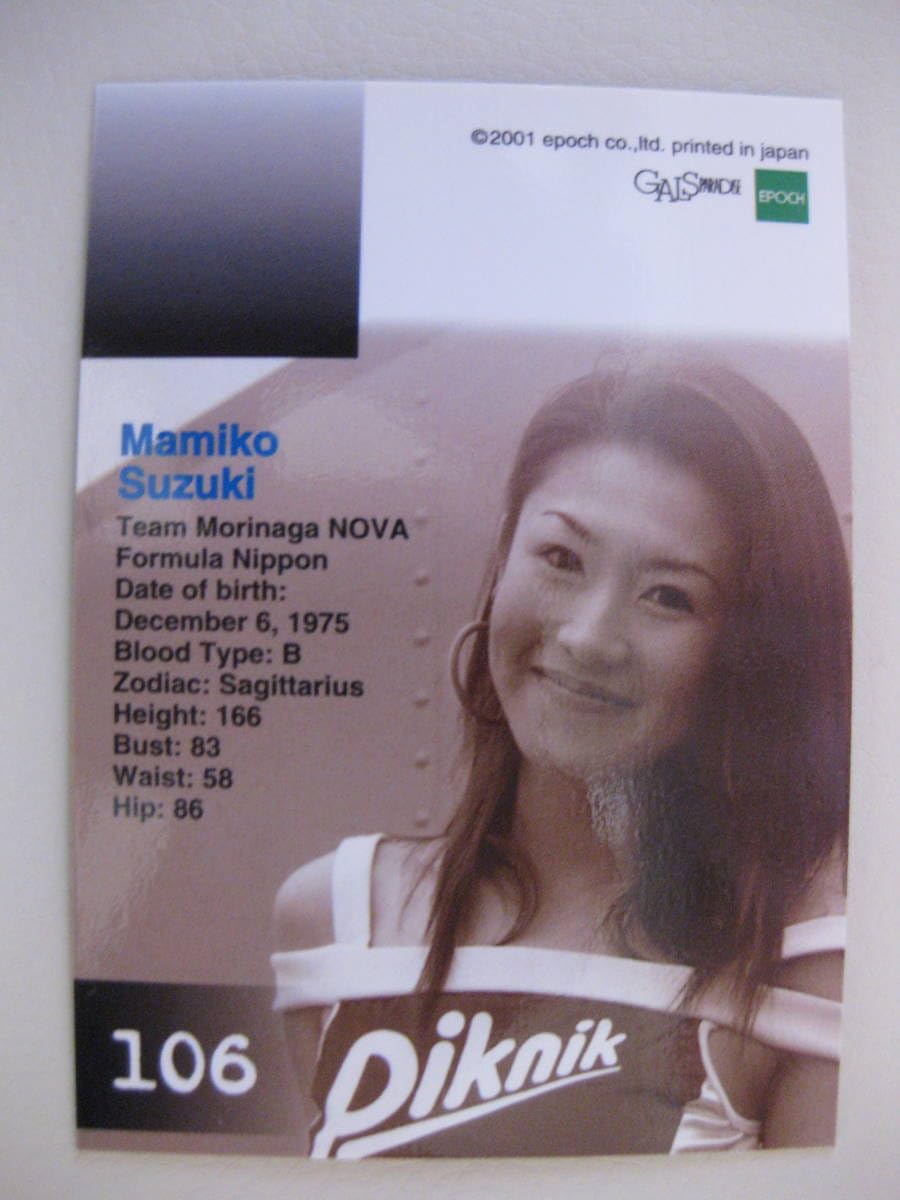 ©2001 epoch co.,ltd. printed in japan
GALS PARADISE
EPOCH
Mamiko
Suzuki
Team Morinaga NOVA
Formula Nippon
Date of birth:
December 6, 1975
Blood Type: B
Zodiac: Sagittarius
Height: 166
Bust: 83
Waist: 58
Hip: 86
106
Piknik